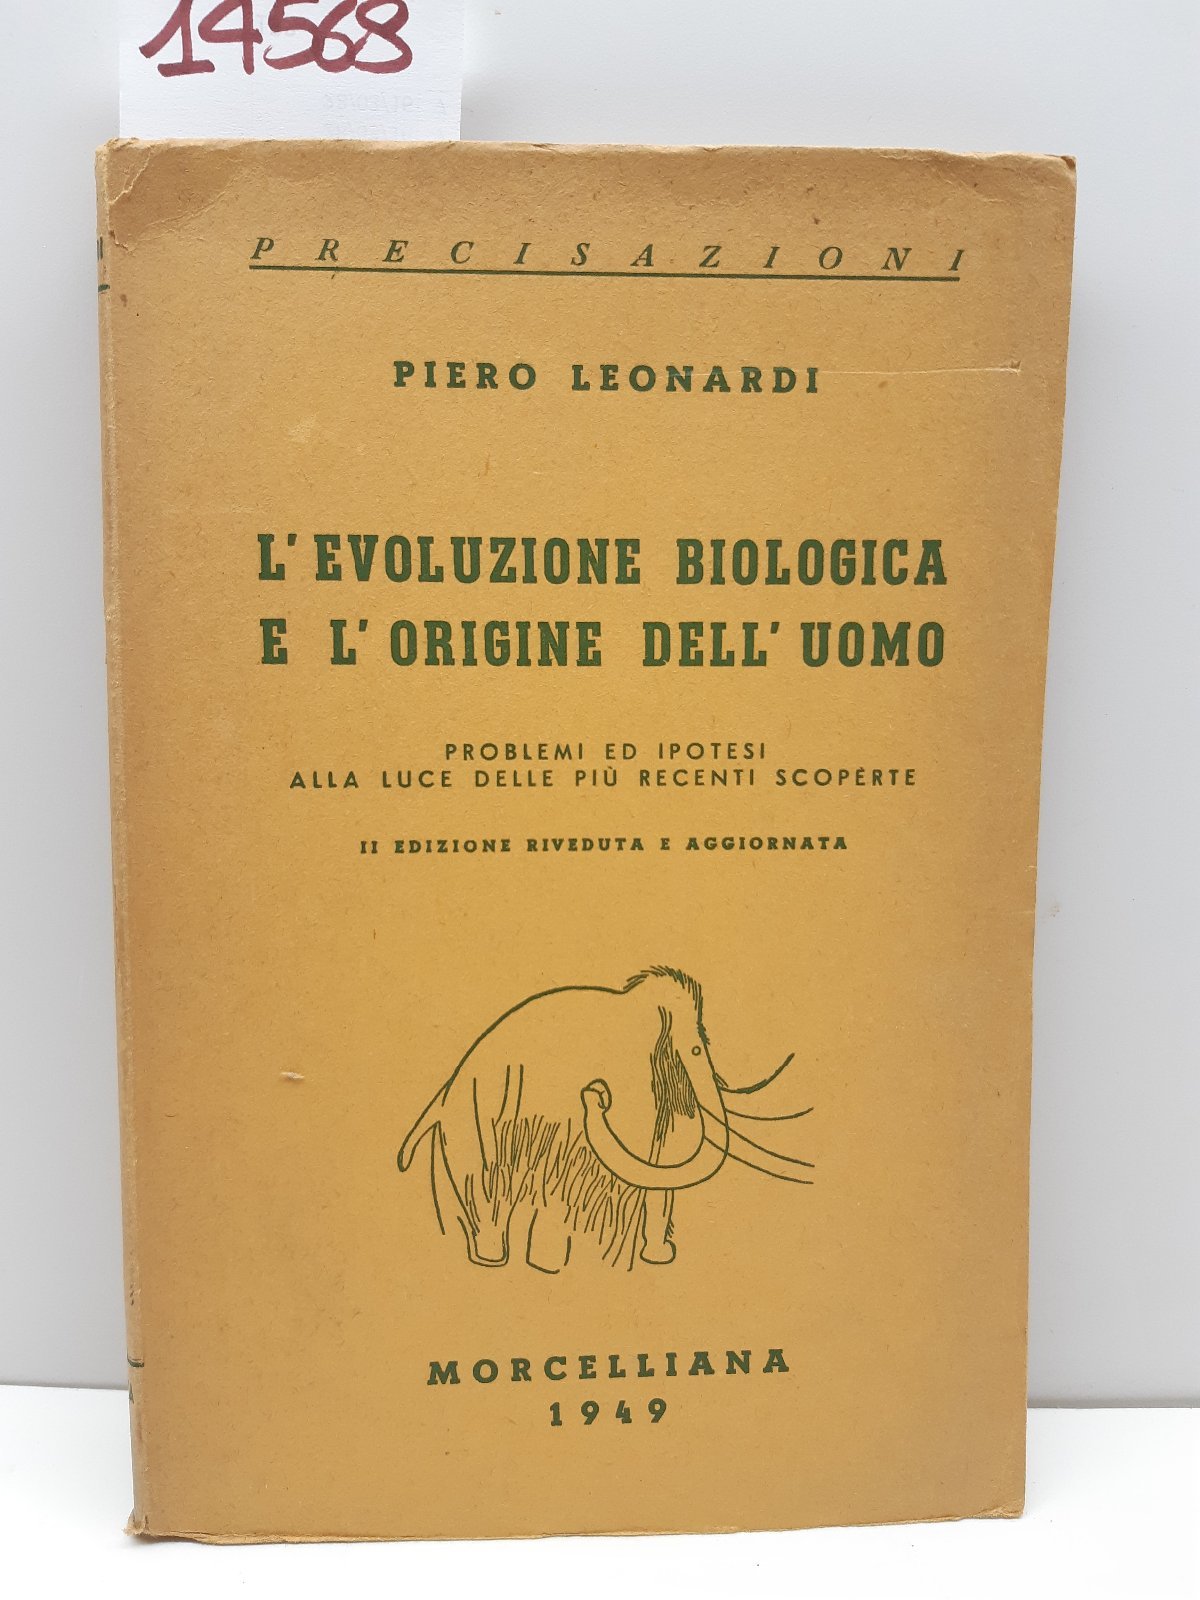 14568
PRECISAZIONI
PIERO LEONARDI
L'EVOLUZIONE BIOLOGICA
E L'ORIGINE DELL'UOMO
PROBLEMI ED IPOTESI
ALLA LUCE DELLE PIÙ RECENTI SCOPÈRTE
II EDIZIONE RIVEDUTA E AGGIORNATA
MORCELLIANA
1949